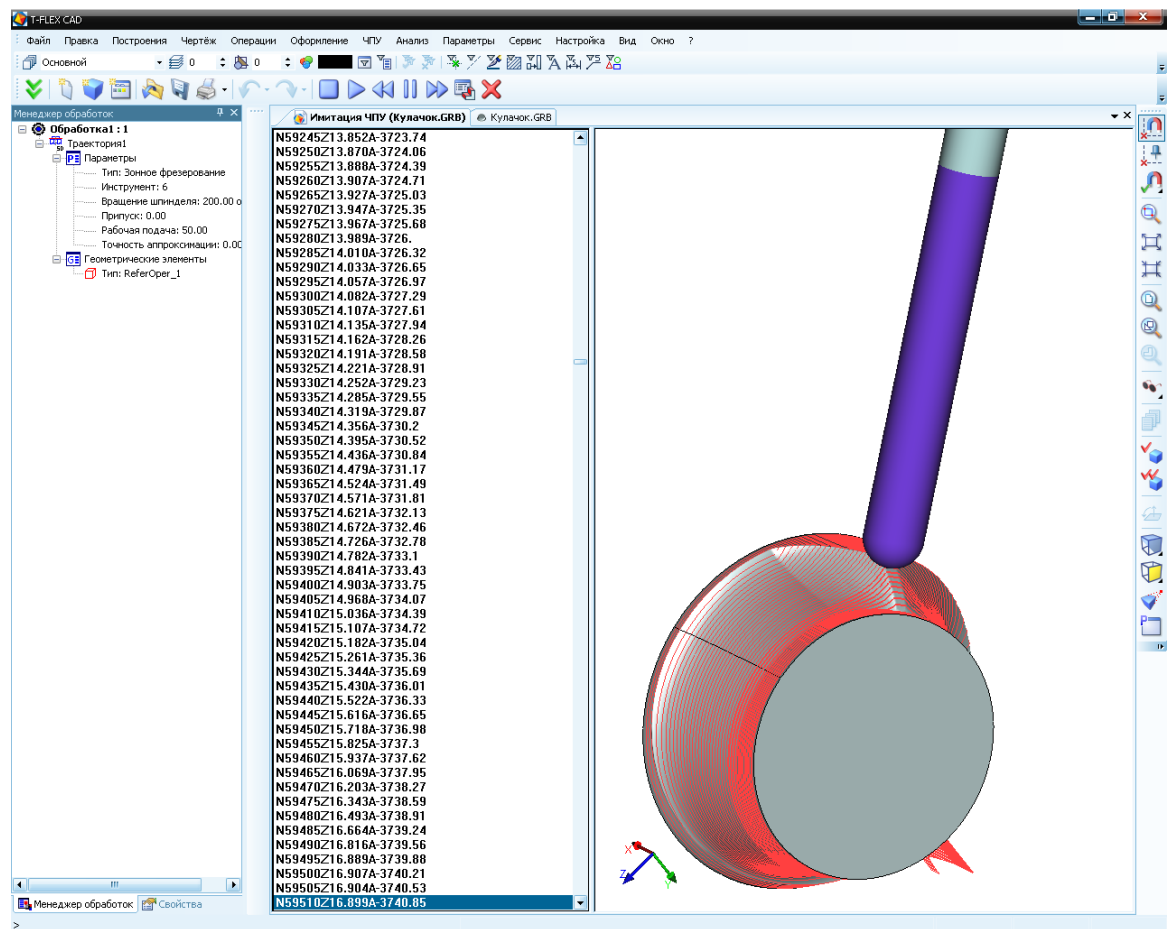 T-FLEX CAD
Файл Правка Построения Чертёж Операции Оформление ЧПУ Анализ Параметры Сервис Настройка Вид Окно ?
Основной 0 0
Менеджер обработок
Имитация ЧПУ (Кулачок.GRB) Кулачок.GRB
Обработка1 : 1
Траектория1
Параметры
Тип: Зонное фрезерование
Инструмент: 6
Вращение шпинделя: 200.00 о
Припуск: 0.00
Рабочая подача: 50.00
Точность аппроксимации: 0.00
Геометрические элементы
Тип: ReferOper_1
N59245Z13.852A-3723.74
N59250Z13.870A-3724.06
N59255Z13.888A-3724.39
N59260Z13.907A-3724.71
N59265Z13.927A-3725.03
N59270Z13.947A-3725.35
N59275Z13.967A-3725.68
N59280Z13.989A-3726.
N59285Z14.010A-3726.32
N59290Z14.033A-3726.65
N59295Z14.057A-3726.97
N59300Z14.082A-3727.29
N59305Z14.107A-3727.61
N59310Z14.135A-3727.94
N59315Z14.162A-3728.26
N59320Z14.191A-3728.58
N59325Z14.221A-3728.91
N59330Z14.252A-3729.23
N59335Z14.285A-3729.55
N59340Z14.319A-3729.87
N59345Z14.356A-3730.2
N59350Z14.395A-3730.52
N59355Z14.436A-3730.84
N59360Z14.479A-3731.17
N59365Z14.524A-3731.49
N59370Z14.571A-3731.81
N59375Z14.621A-3732.13
N59380Z14.672A-3732.46
N59385Z14.726A-3732.78
N59390Z14.782A-3733.1
N59395Z14.841A-3733.43
N59400Z14.903A-3733.75
N59405Z14.968A-3734.07
N59410Z15.036A-3734.39
N59415Z15.107A-3734.72
N59420Z15.182A-3735.04
N59425Z15.261A-3735.36
N59430Z15.344A-3735.69
N59435Z15.430A-3736.01
N59440Z15.522A-3736.33
N59445Z15.616A-3736.65
N59450Z15.718A-3736.98
N59455Z15.825A-3737.3
N59460Z15.937A-3737.62
N59465Z16.069A-3737.95
N59470Z16.203A-3738.27
N59475Z16.343A-3738.59
N59480Z16.493A-3738.91
N59485Z16.664A-3739.24
N59490Z16.816A-3739.56
N59495Z16.889A-3739.88
N59500Z16.907A-3740.21
N59505Z16.904A-3740.53
N59510Z16.899A-3740.85
X
Z
Y
Менеджер обработок Свойства
>